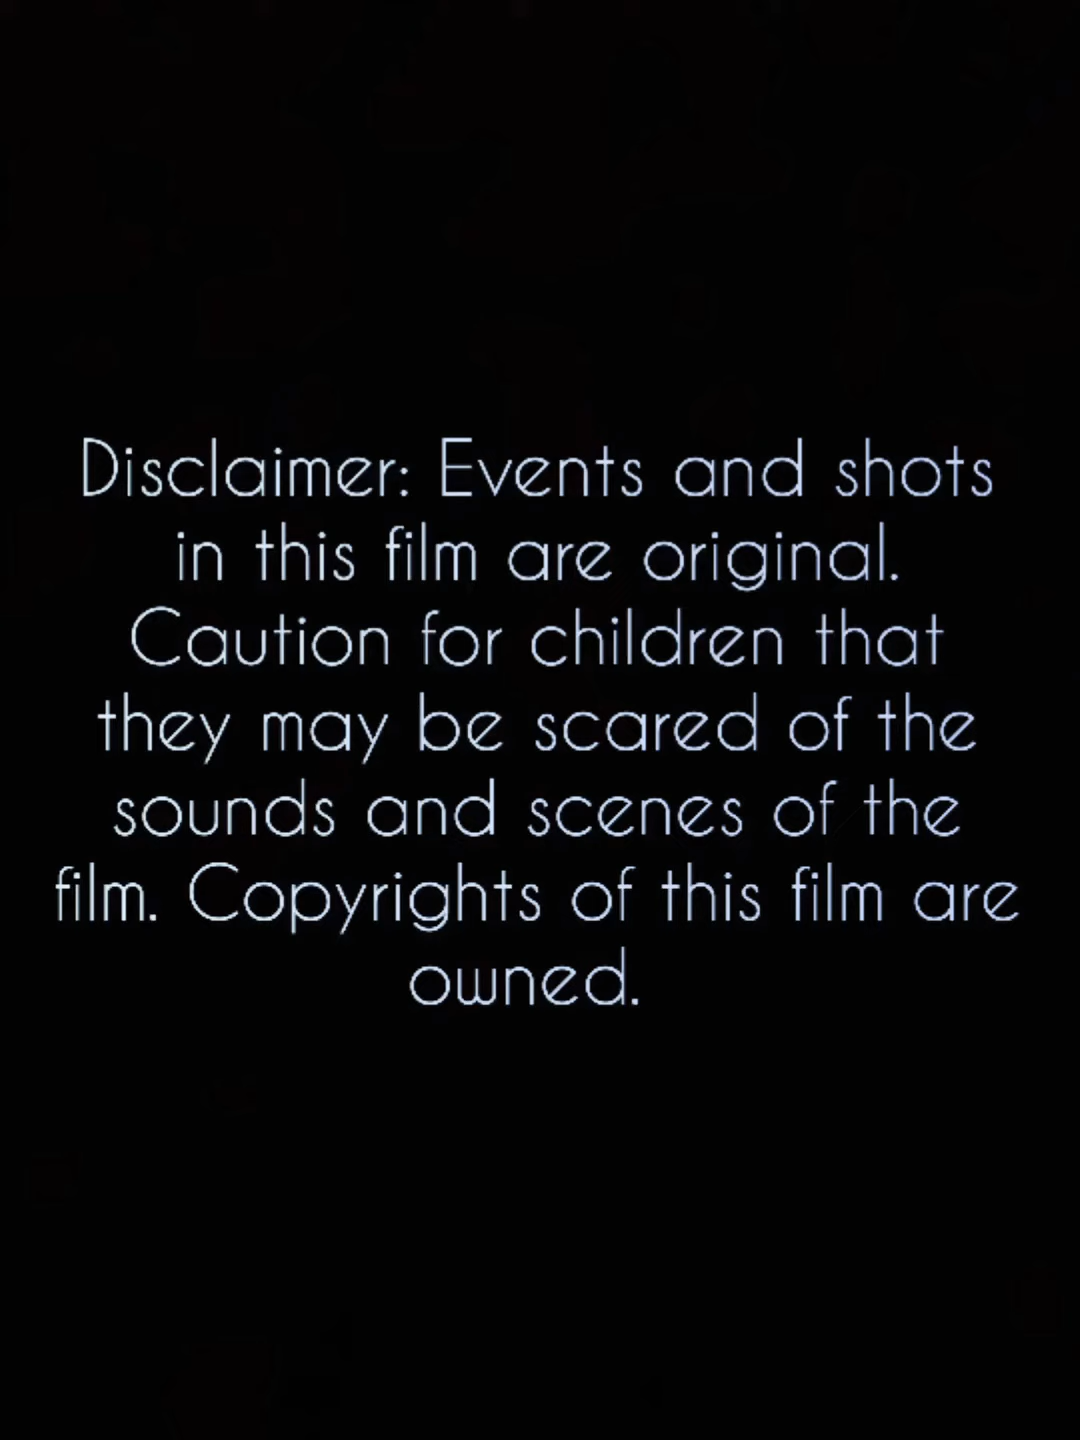 Disclaimer: Events and shots
in this film are original.
Caution for children that
they may be scared of the
sounds and scenes of the
film. Copyrights of this film are
owned.